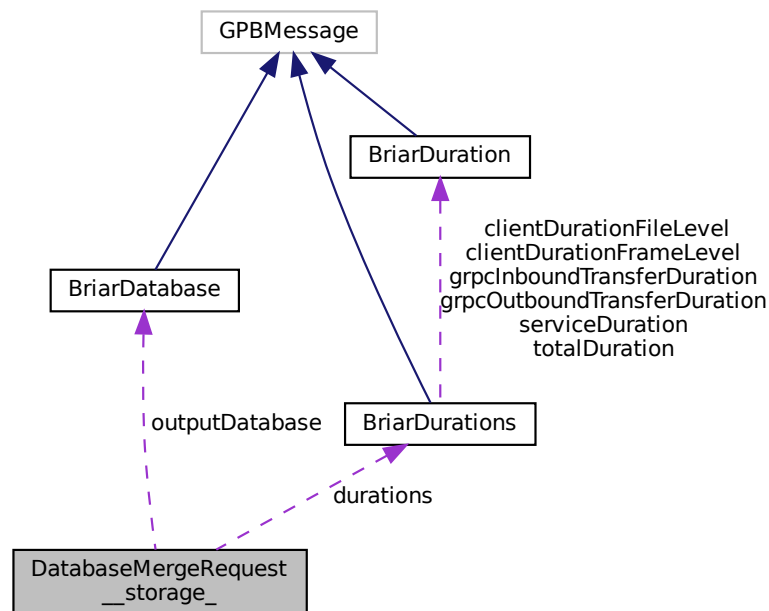 GPBMessage
BriarDuration
clientDurationFileLevel
clientDurationFrameLevel
grpcInboundTransferDuration
grpcOutboundTransferDuration
serviceDuration
totalDuration
BriarDatabase
BriarDurations
outputDatabase
durations
DatabaseMergeRequest
__storage_